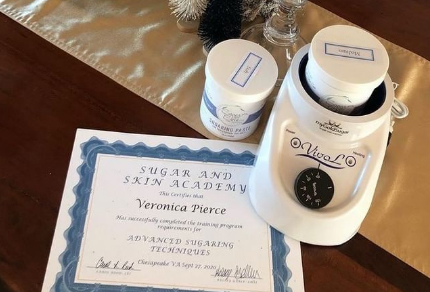 SUGARING PASTE
Vival
SUGAR AND
SKIN ACADEMY
This Certifies that
Veronica Pierce
Has successfully completed the training program
requirements for
ADVANCED SUGARING
TECHNIQUES
Chesapeake VA Sept 27, 2020